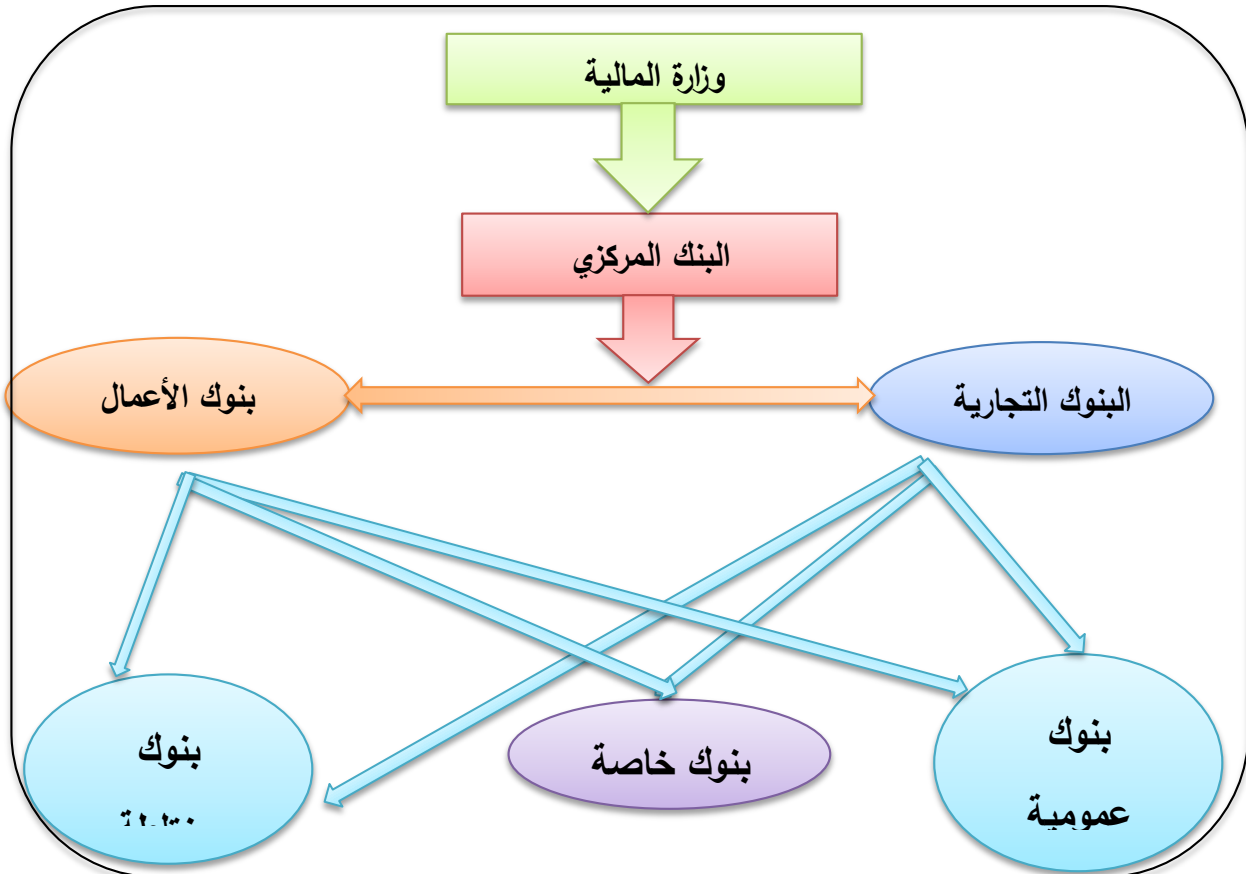 وزارة المالية
البنك المركزي
البنوك التجارية
بنوك الأعمال
بنوك
عمومية
بنوك خاصة
بنوك